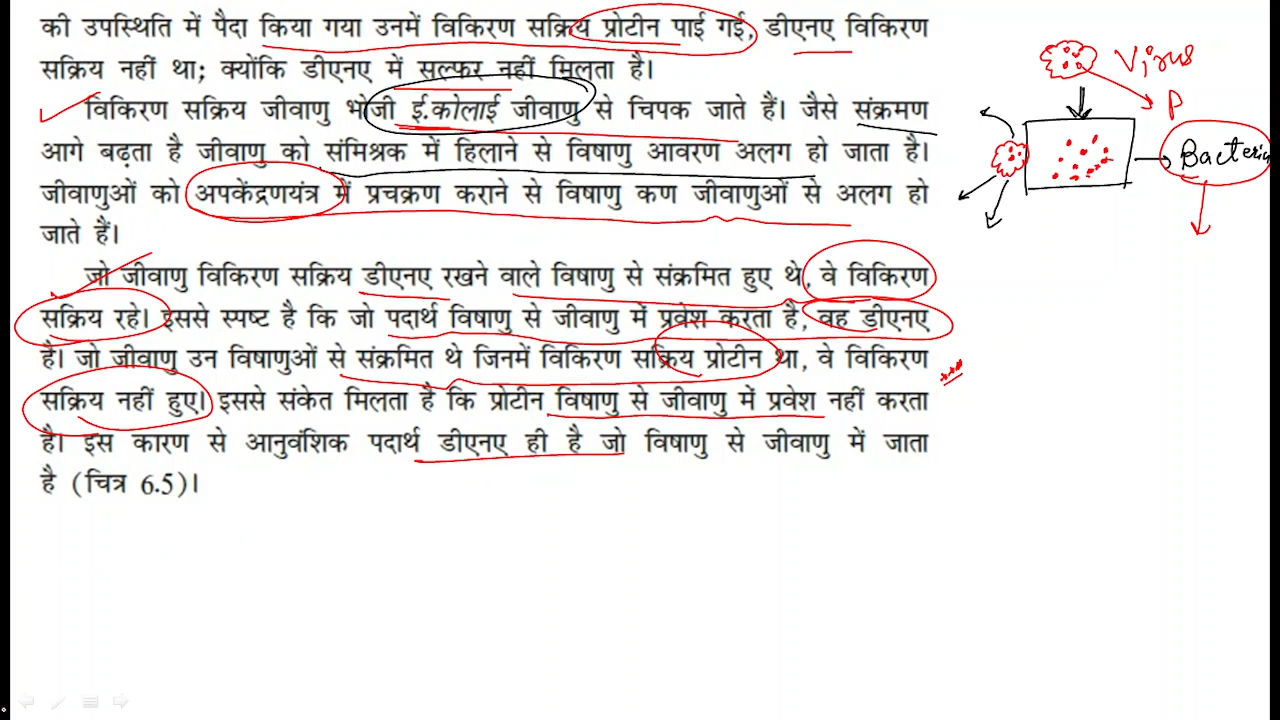 की उपस्थिति में पैदा किया गया उनमें विकिरण सक्रिय प्रोटीन पाई गई, डीएनए विकिरण
सक्रिय नहीं था; क्योंकि डीएनए में सल्फर नहीं मिलता है।
विकिरण सक्रिय जीवाणु भोजी ई.कोलाई जीवाणु से चिपक जाते हैं। जैसे संक्रमण
आगे बढ़ता है जीवाणु को संमिश्रक में हिलाने से विषाणु आवरण अलग हो जाता है।
जीवाणुओं को अपकेंद्रणयंत्र में प्रचक्रण कराने से विषाणु कण जीवाणुओं से अलग हो
जाते हैं।
जो जीवाणु विकिरण सक्रिय डीएनए रखने वाले विषाणु से संक्रमित हुए थे, वे विकिरण
सक्रिय रहे। इससे स्पष्ट है कि जो पदार्थ विषाणु से जीवाणु में प्रवेश करता है, वह डीएनए
है। जो जीवाणु उन विषाणुओं से संक्रमित थे जिनमें विकिरण सक्रिय प्रोटीन था, वे विकिरण
सक्रिय नहीं हुए। इससे संकेत मिलता है कि प्रोटीन विषाणु से जीवाणु में प्रवेश नहीं करता
है। इस कारण से आनुवंशिक पदार्थ डीएनए ही है जो विषाणु से जीवाणु में जाता
है (चित्र 6.5)।
Virus
P
Bacteriu